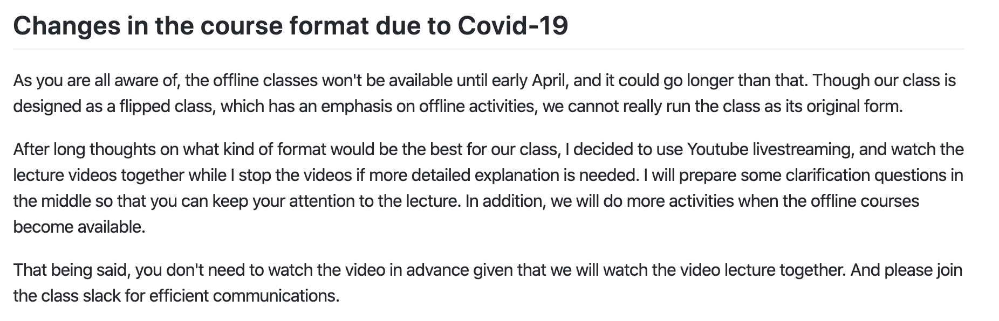 Changes in the course format due to Covid-19
As you are all aware of, the offline classes won't be available until early April, and it could go longer than that. Though our class is
designed as a flipped class, which has an emphasis on offline activities, we cannot really run the class as its original form.
After long thoughts on what kind of format would be the best for our class, I decided to use Youtube livestreaming, and watch the
lecture videos together while I stop the videos if more detailed explanation is needed. I will prepare some clarification questions in
the middle so that you can keep your attention to the lecture. In addition, we will do more activities when the offline courses
become available.
That being said, you don't need to watch the video in advance given that we will watch the video lecture together. And please join
the class slack for efficient communications.